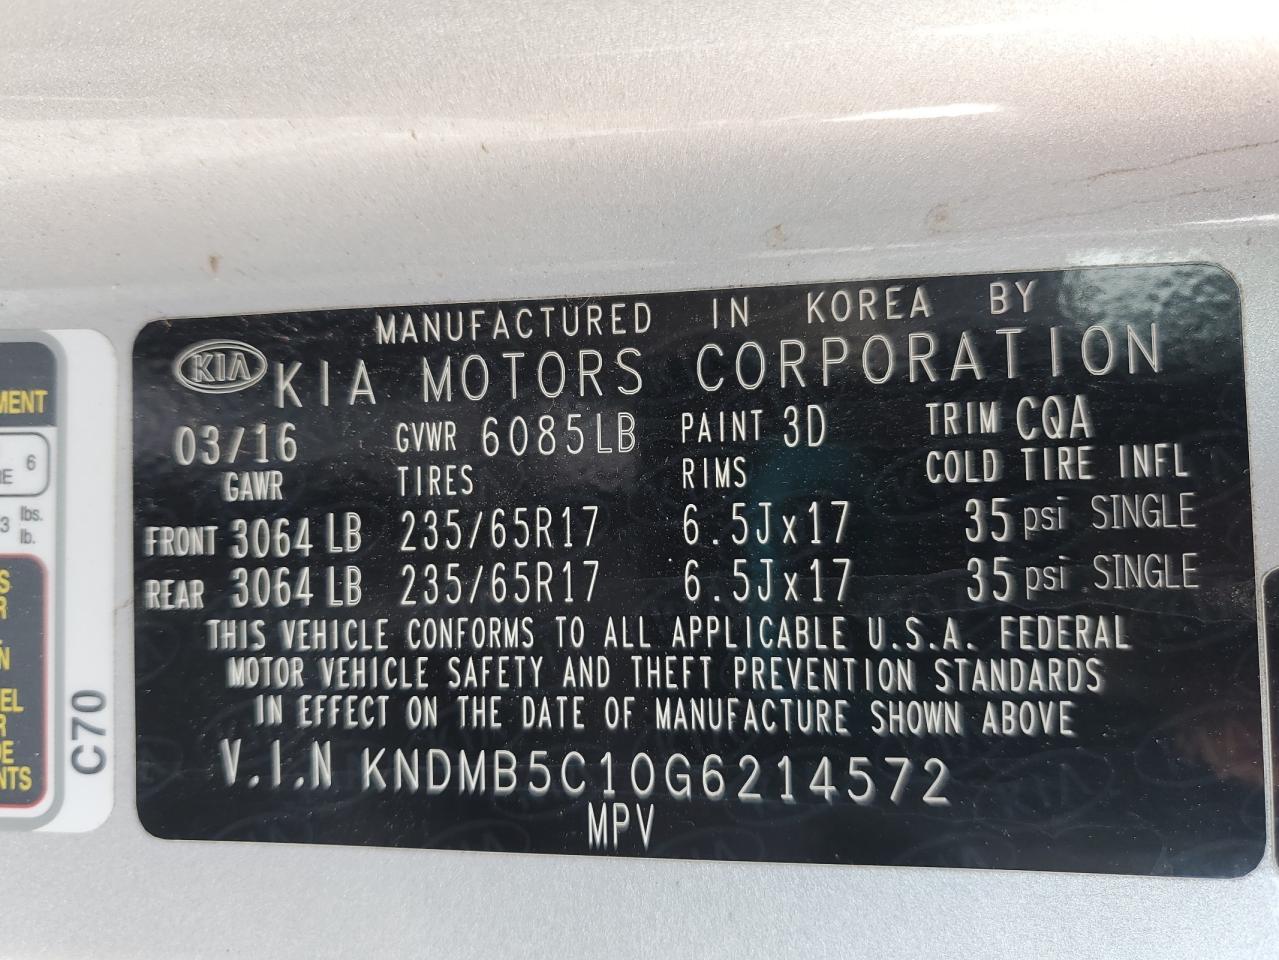 MANUFACTURED IN KOREA BY
KIA KIA MOTORS CORPORATION
03/16 GVWR 6085LB PAINT 3D TRIM CQA
GAWR TIRES RIMS COLD TIRE INFL
FRONT 3064 LB 235/65R17 6.5Jx17 35 psi SINGLE
REAR 3064 LB 235/65R17 6.5Jx17 35 psi SINGLE
THIS VEHICLE CONFORMS TO ALL APPLICABLE U.S.A. FEDERAL
MOTOR VEHICLE SAFETY AND THEFT PREVENTION STANDARDS
IN EFFECT ON THE DATE OF MANUFACTURE SHOWN ABOVE
V.I.N KNDMB5C10G6214572
MPV
6
lbs.
lb.
C70